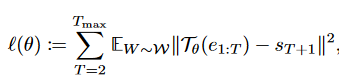 ℓ(θ) := ∑_{T=2}^{T_max} 𝔼_{W∼𝒲} ‖𝒯_θ(e_{1:T}) − s_{T+1}‖²,